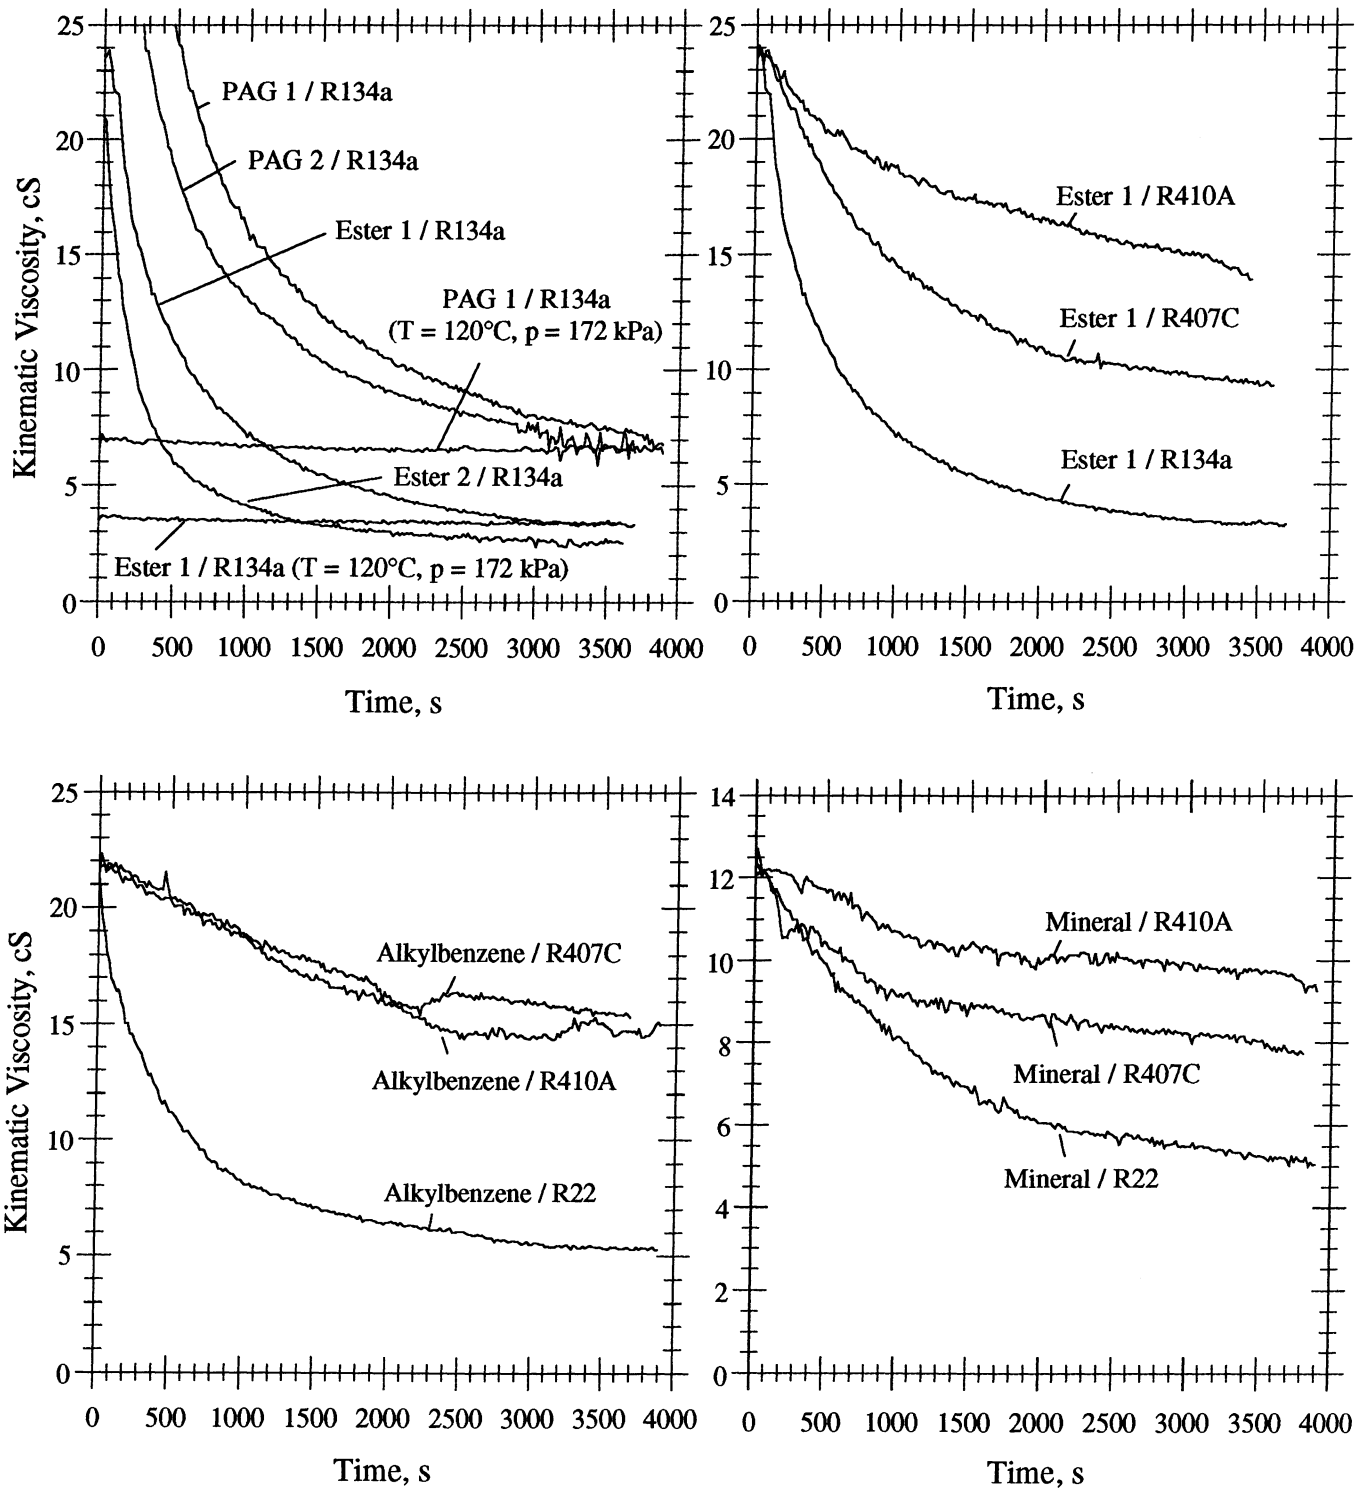 25
20
15
10
5
0
Kinematic Viscosity, cS
PAG 1 / R134a
PAG 2 / R134a
Ester 1 / R134a
PAG 1 / R134a
(T = 120°C, p = 172 kPa)
Ester 2 / R134a
Ester 1 / R134a (T = 120°C, p = 172 kPa)
0 500 1000 1500 2000 2500 3000 3500 4000
Time, s
25
20
15
10
5
0
Ester 1 / R410A
Ester 1 / R407C
Ester 1 / R134a
0 500 1000 1500 2000 2500 3000 3500 4000
Time, s
25
20
15
10
5
0
Kinematic Viscosity, cS
Alkylbenzene / R407C
Alkylbenzene / R410A
Alkylbenzene / R22
0 500 1000 1500 2000 2500 3000 3500 4000
Time, s
14
12
10
8
6
4
2
0
Mineral / R410A
Mineral / R407C
Mineral / R22
0 500 1000 1500 2000 2500 3000 3500 4000
Time, s